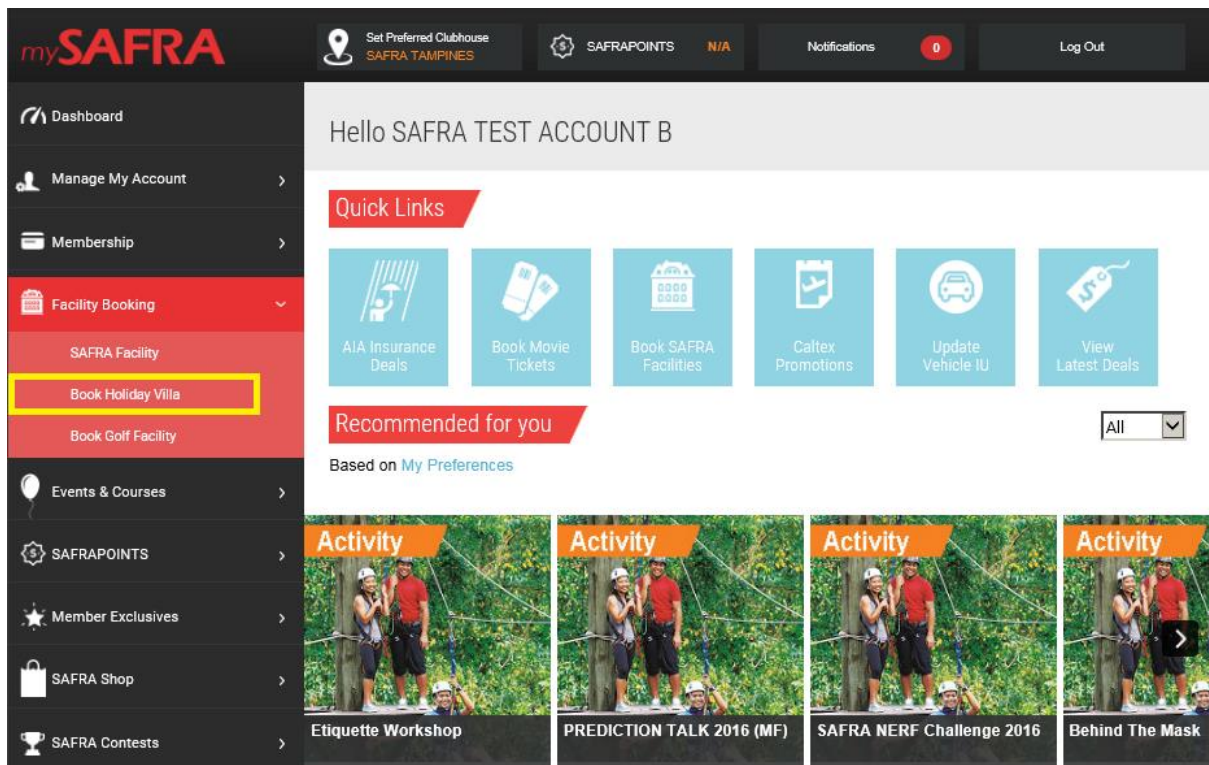 mySAFRA
Set Preferred Clubhouse
SAFRA TAMPINES
SAFRAPOINTS N/A
Notifications 0
Log Out
Dashboard
Manage My Account
Membership
Facility Booking
SAFRA Facility
Book Holiday Villa
Book Golf Facility
Events & Courses
SAFRAPOINTS
Member Exclusives
SAFRA Shop
SAFRA Contests
Hello SAFRA TEST ACCOUNT B
Quick Links
AIA Insurance
Deals
Book Movie
Tickets
Book SAFRA
Facilities
Caltex
Promotions
Update
Vehicle IU
View
Latest Deals
Recommended for you
All
Based on My Preferences
Activity
Etiquette Workshop
Activity
PREDICTION TALK 2016 (MF)
Activity
SAFRA NERF Challenge 2016
Activity
Behind The Mask